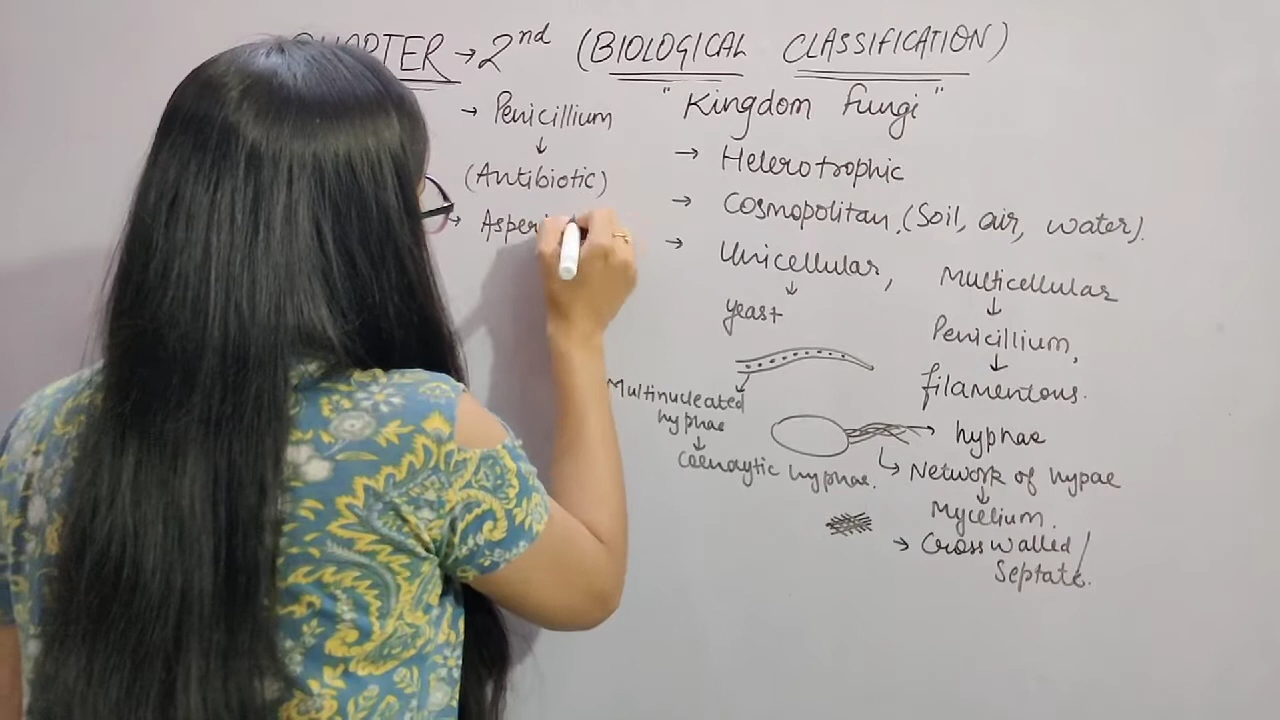 CHAPTER → 2nd (BIOLOGICAL CLASSIFICATION)
"Kingdom fungi"
→ Penicillium
↓
(Antibiotic)
→ Asperi
→ Heterotrophic
→ Cosmopolitan, (Soil, air, water).
→ Unicellular, Multicellular
↓ ↓
yeast Penicillium,
↓
filamentous.
Multinucleated
hyphae
↓
Coenocytic hyphae.
→ hyphae
↳ Network of hypae
↓
Mycelium.
→ Cross walled /
Septate.